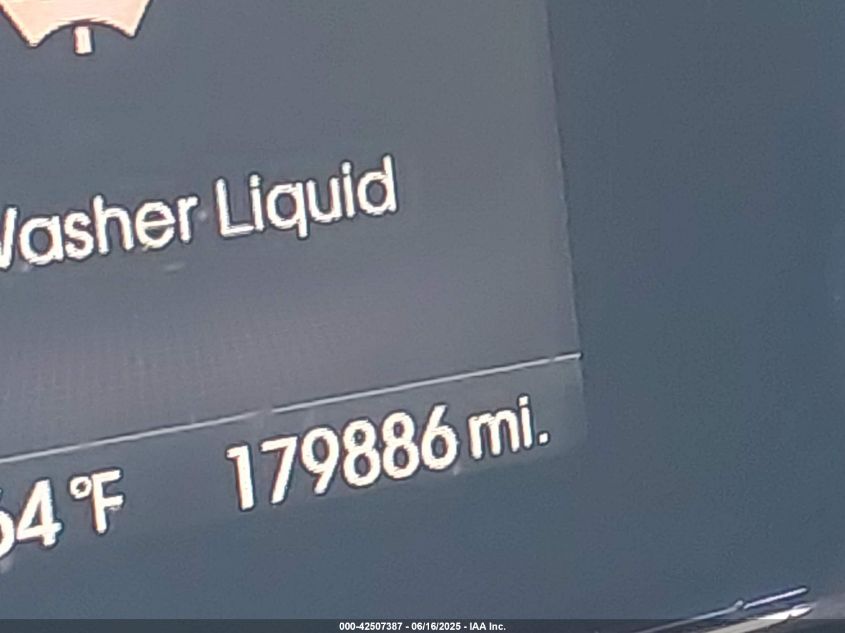 Washer Liquid
64°F 179886 mi.
000-42507387 - 06/16/2025 - IAA Inc.